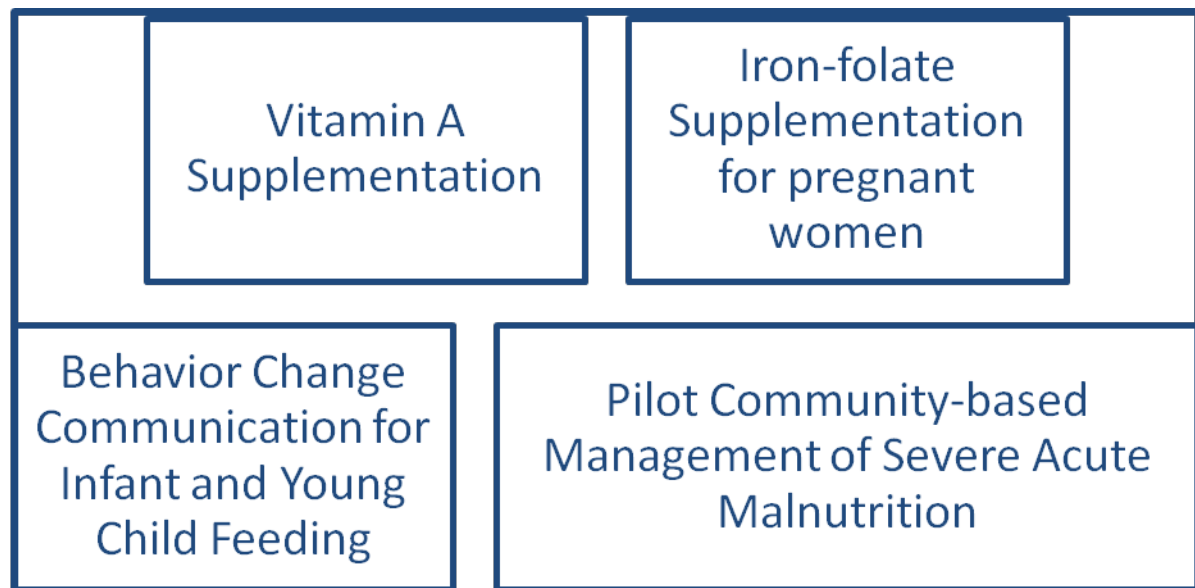 Vitamin A
Supplementation
Iron-folate
Supplementation
for pregnant
women
Behavior Change
Communication for
Infant and Young
Child Feeding
Pilot Community-based
Management of Severe Acute
Malnutrition